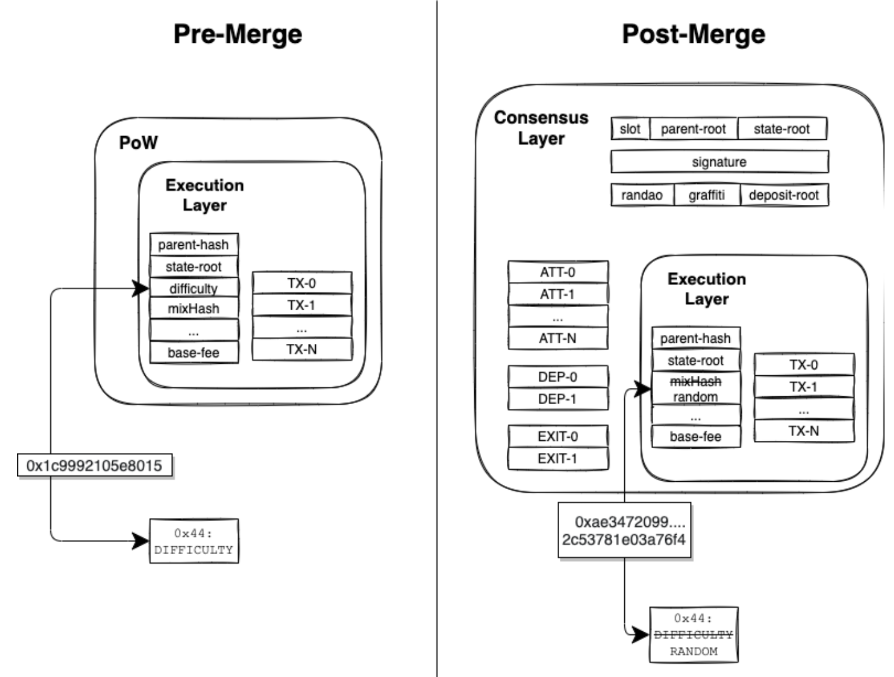 Pre-Merge
PoW
Execution
Layer
parent-hash
state-root
difficulty
mixHash
...
base-fee
TX-0
TX-1
...
TX-N
0x1c9992105e8015
0x44:
DIFFICULTY
Post-Merge
Consensus
Layer
slot parent-root state-root
signature
randao graffiti deposit-root
ATT-0
ATT-1
...
ATT-N
DEP-0
DEP-1
EXIT-0
EXIT-1
Execution
Layer
parent-hash
state-root
mixHash
random
...
base-fee
TX-0
TX-1
...
TX-N
0xae3472099....
2c53781e03a76f4
0x44:
DIFFICULTY
RANDOM